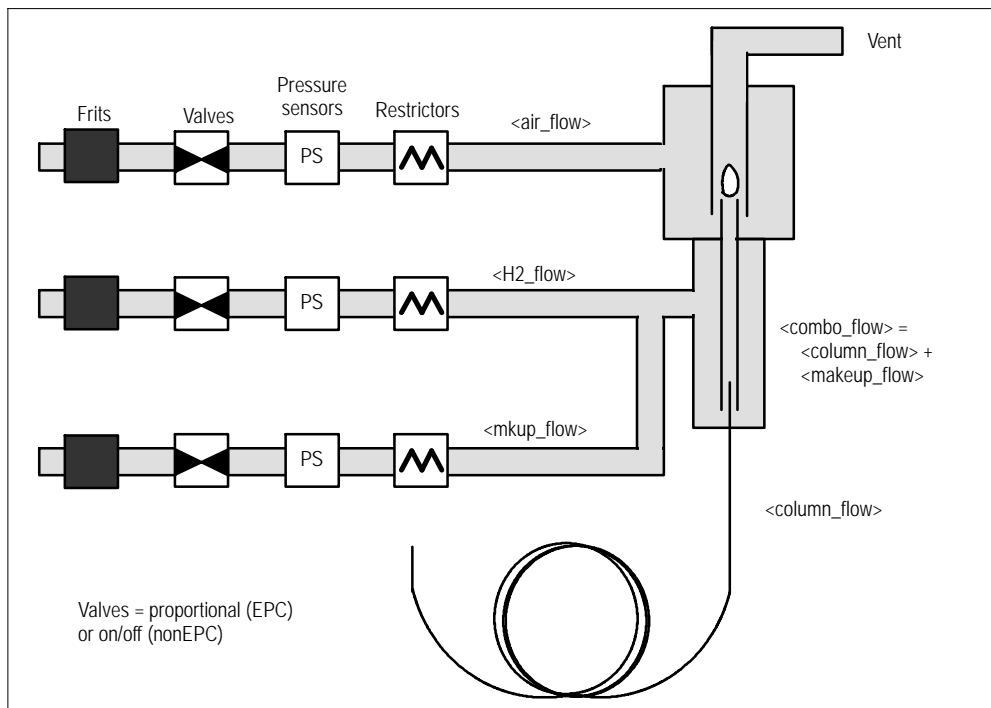 Vent
Pressure
sensors
Frits
Valves
Restrictors
<air_flow>
PS
<H2_flow>
PS
<combo_flow> =
<column_flow> +
<makeup_flow>
<mkup_flow>
PS
<column_flow>
Valves = proportional (EPC)
or on/off (nonEPC)